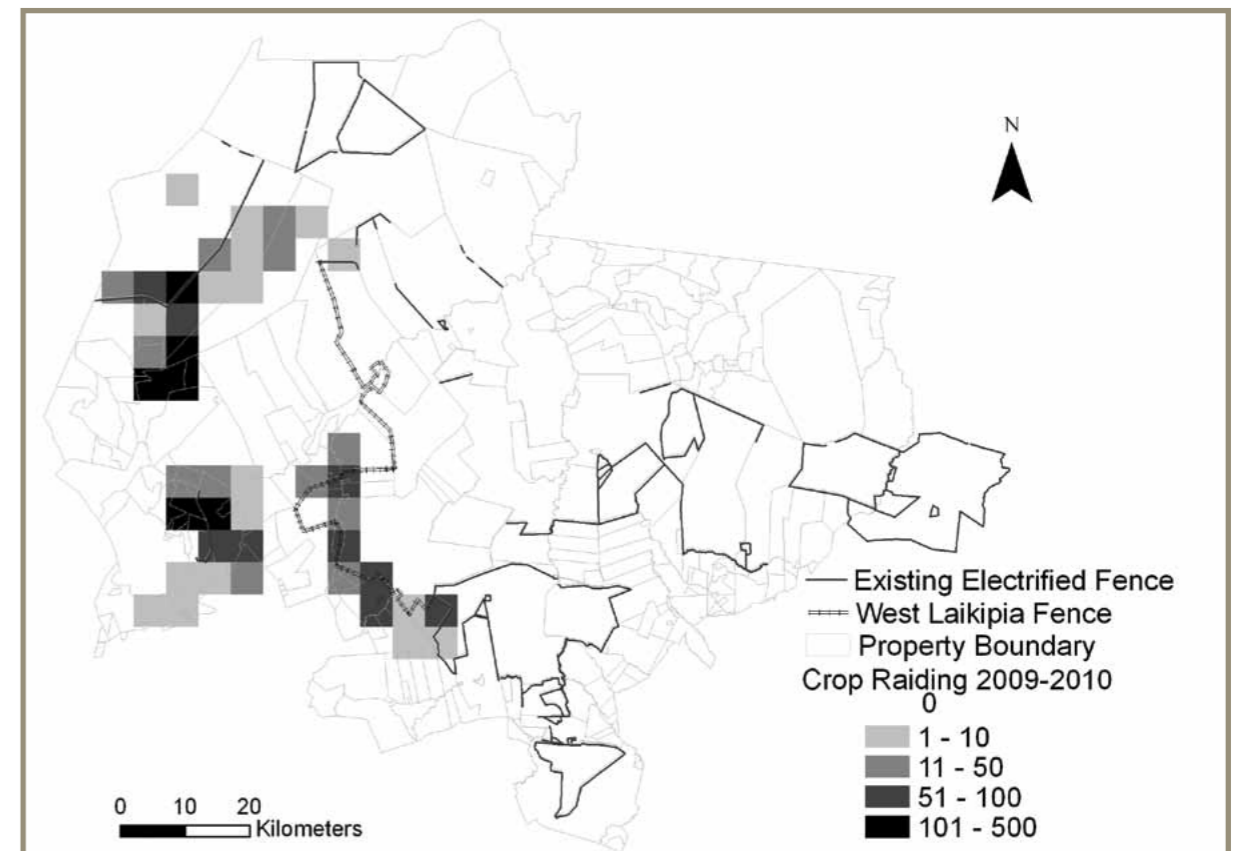 N
Existing Electrified Fence
West Laikipia Fence
Property Boundary
Crop Raiding 2009-2010
0
1 - 10
11 - 50
51 - 100
101 - 500
0 10 20
Kilometers